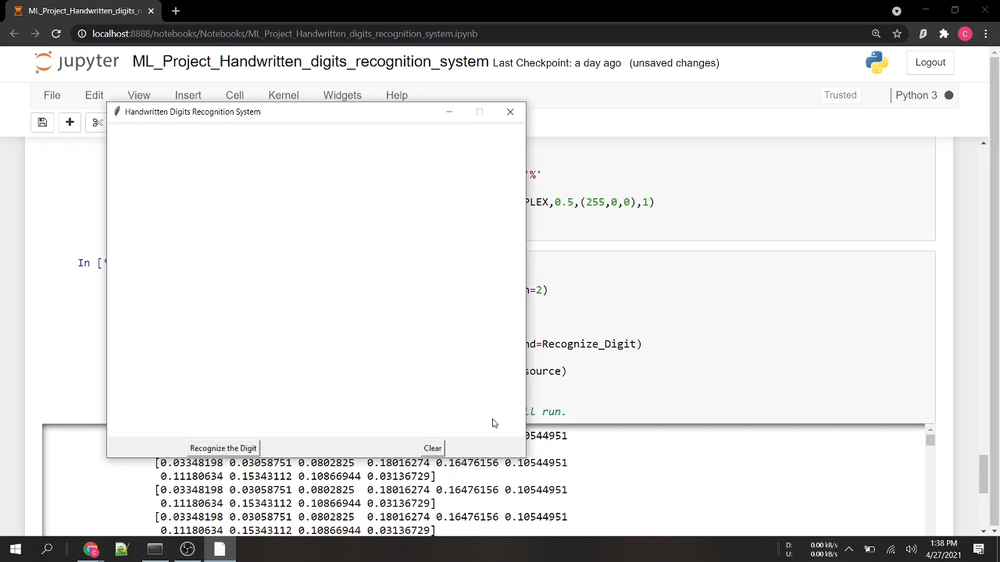 ML_Project_Handwritten_digits_r
localhost:8888/notebooks/Notebooks/ML_Project_Handwritten_digits_recognition_system.ipynb
C
jupyter ML_Project_Handwritten_digits_recognition_system Last Checkpoint: a day ago (unsaved changes) Logout
File Edit View Insert Cell Kernel Widgets Help Trusted Python 3
Handwritten Digits Recognition System
'%'
PLEX,0.5,(255,0,0),1)
In [*
n=2)
nd=Recognize_Digit)
source)
ll run.
0544951
Recognize the Digit Clear
[0.03348198 0.03058751 0.0802825 0.18016274 0.16476156 0.10544951
0.11180634 0.15343112 0.10866944 0.03136729]
[0.03348198 0.03058751 0.0802825 0.18016274 0.16476156 0.10544951
0.11180634 0.15343112 0.10866944 0.03136729]
[0.03348198 0.03058751 0.0802825 0.18016274 0.16476156 0.10544951
0.11180634 0.15343112 0.10866944 0.03136729]
D: 0.00 kB/s
U: 0.00 kB/s
1:38 PM
4/27/2021